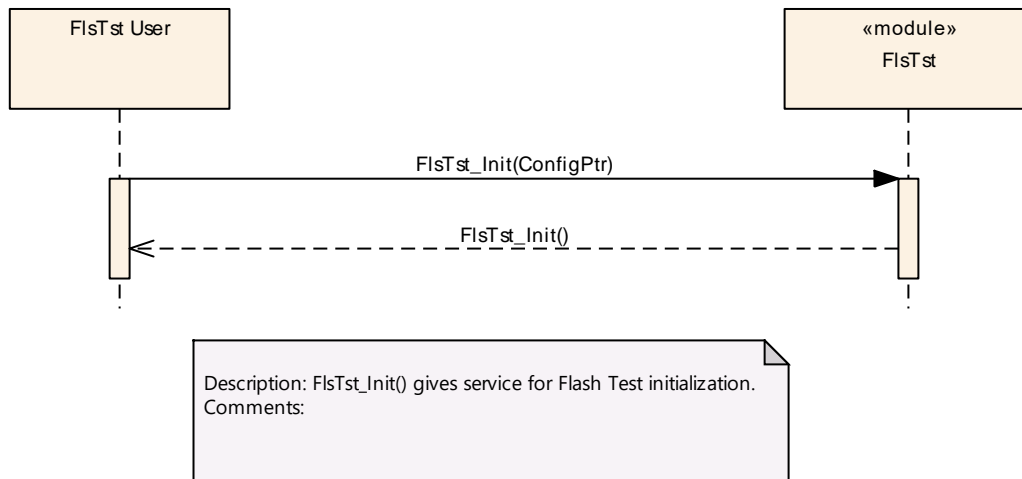 FlsTst User
«module»
FlsTst
FlsTst_Init(ConfigPtr)
FlsTst_Init()
Description: FlsTst_Init() gives service for Flash Test initialization.
Comments: